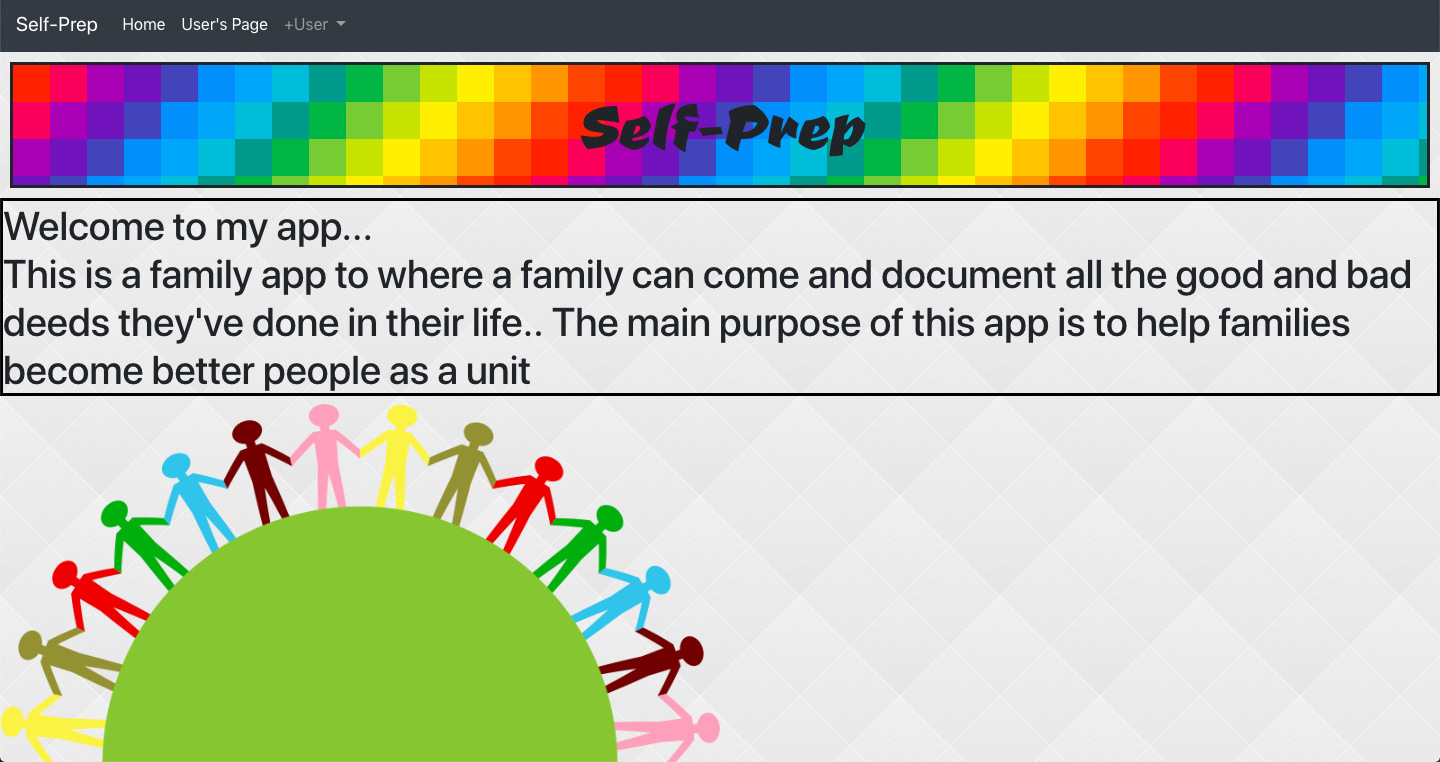 Self-Prep Home User's Page +User
Self-Prep
Welcome to my app...
This is a family app to where a family can come and document all the good and bad
deeds they've done in their life.. The main purpose of this app is to help families
become better people as a unit